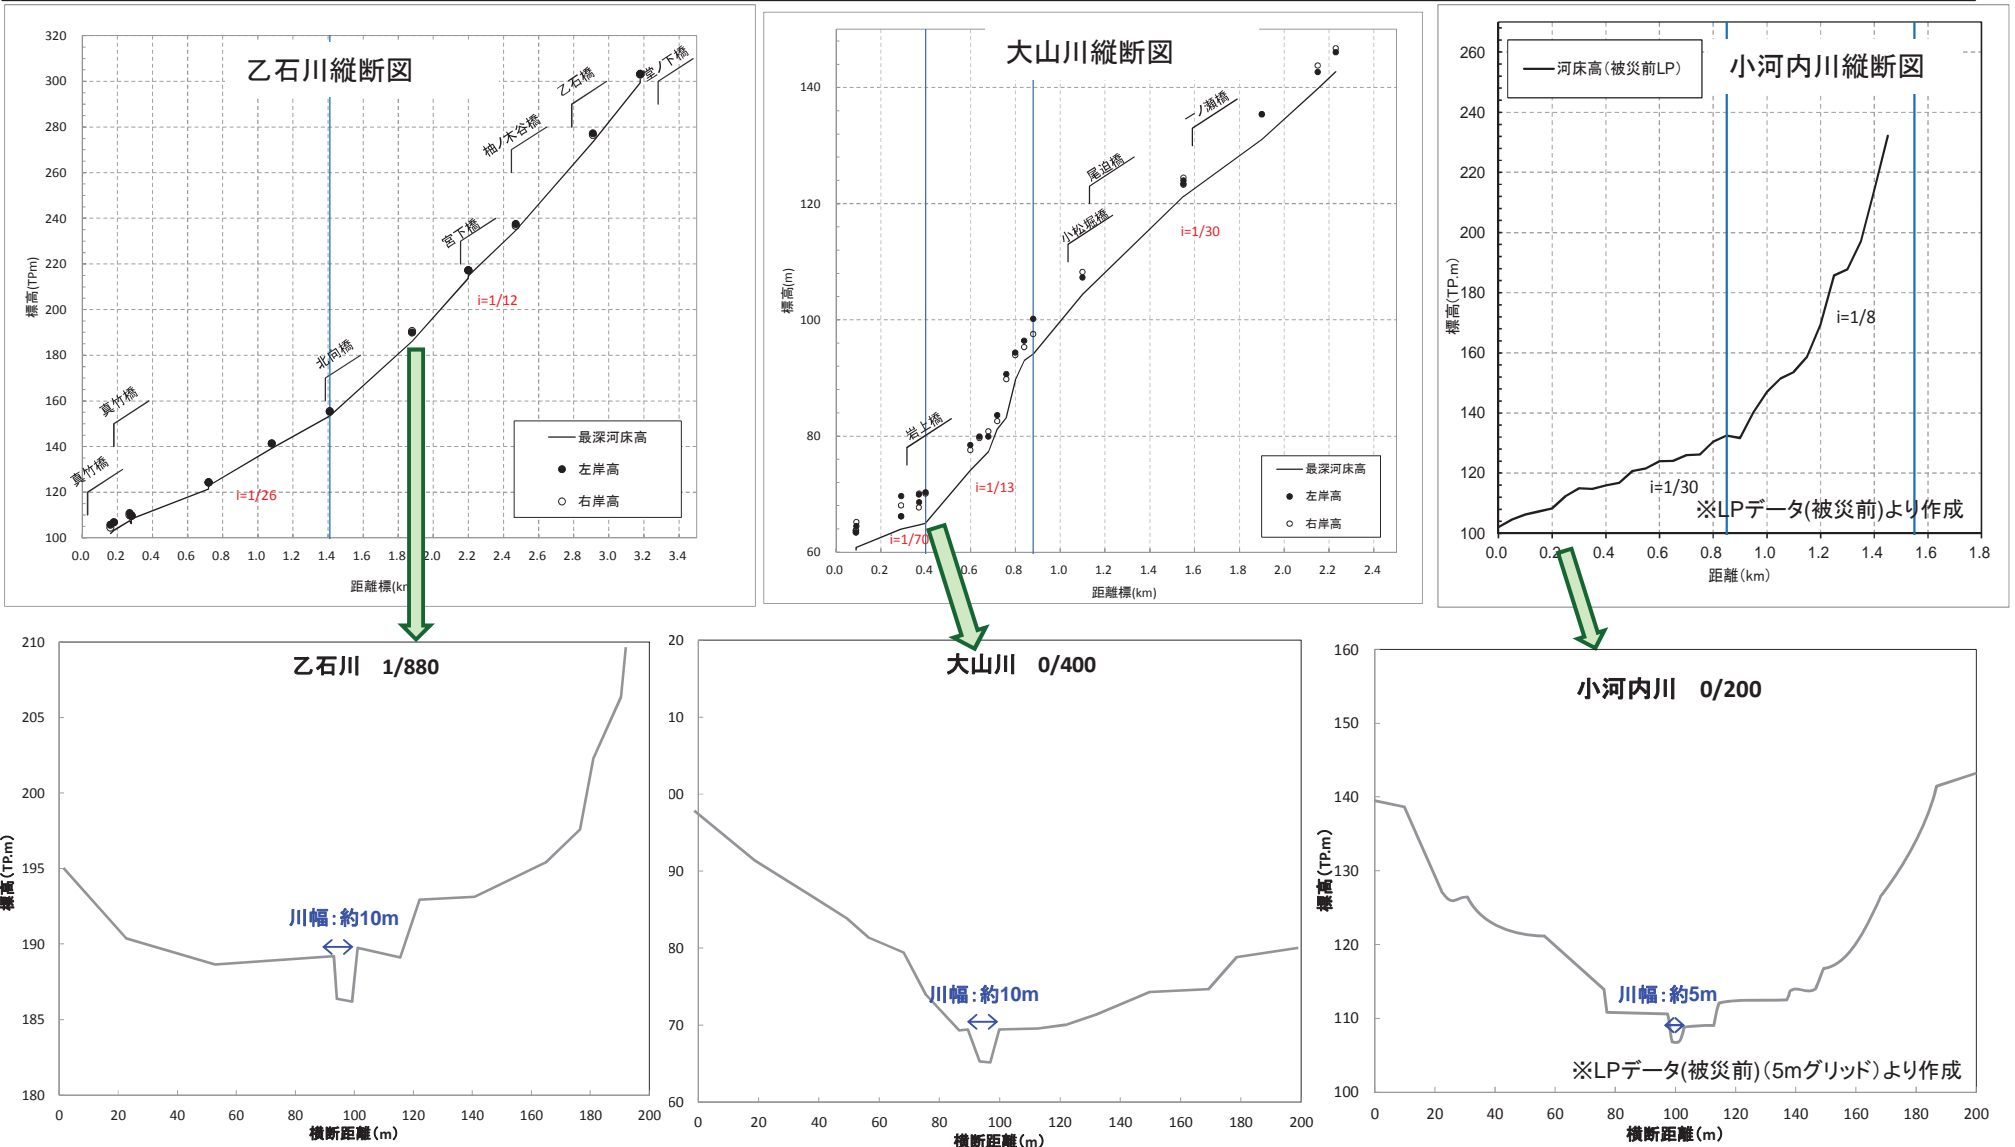 乙石川縦断図
320
300
280
260
240
220
200
180
160
140
120
100
標高(TPm)
真竹橋
真竹橋
北向橋
宮下橋
柚ノ木谷橋
乙石橋
堂ノ下橋
i=1/26
i=1/12
最深河床高
左岸高
右岸高
0.0 0.2 0.4 0.6 0.8 1.0 1.2 1.4 1.6 1.8 2.0 2.2 2.4 2.6 2.8 3.0 3.2 3.4
距離標(km
大山川縦断図
140
120
100
80
60
標高(m)
岩上橋
小松堀橋
尾迫橋
一ノ瀬橋
i=1/70
i=1/13
i=1/30
最深河床高
左岸高
右岸高
0.0 0.2 0.4 0.6 0.8 1.0 1.2 1.4 1.6 1.8 2.0 2.2 2.4
距離標(km)
小河内川縦断図
河床高(被災前LP)
260
240
220
200
180
160
140
120
100
標高(TP.m)
i=1/30
i=1/8
※LPデータ(被災前)より作成
0.0 0.2 0.4 0.6 0.8 1.0 1.2 1.4 1.6 1.8
距離(km)
乙石川 1/880
210
205
200
195
190
185
180
標高(TP.m)
川幅:約10m
0 20 40 60 80 100 120 140 160 180 200
横断距離(m)
大山川 0/400
20
10
00
90
80
70
60
川幅:約10m
0 20 40 60 80 100 120 140 160 180 200
横断距離(m)
小河内川 0/200
160
150
140
130
120
110
100
標高(TP.m)
川幅:約5m
※LPデータ(被災前)(5mグリッド)より作成
0 20 40 60 80 100 120 140 160 180 200
横断距離(m)